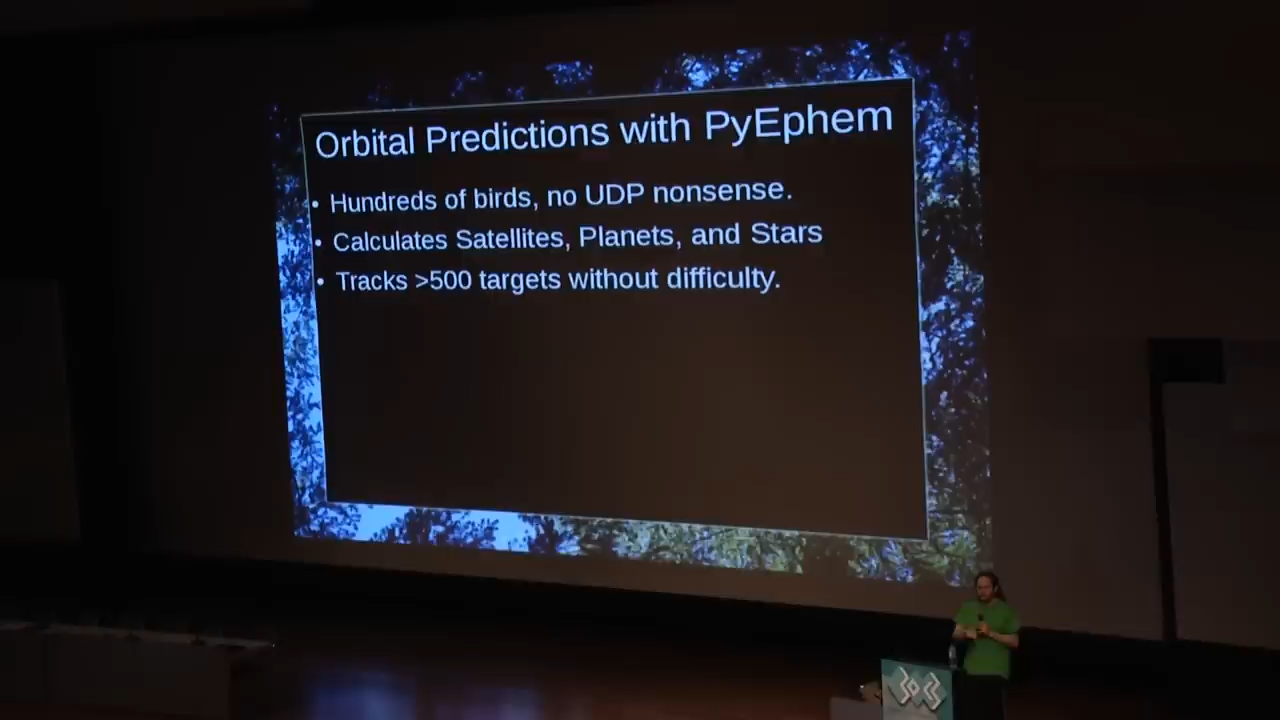 Orbital Predictions with PyEphem
• Hundreds of birds, no UDP nonsense.
• Calculates Satellites, Planets, and Stars
• Tracks >500 targets without difficulty.
30C3